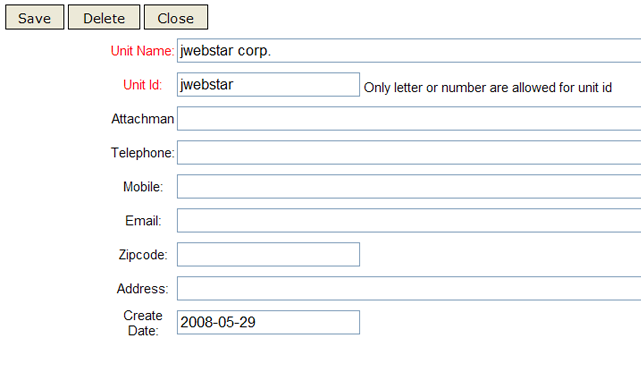 Save Delete Close
Unit Name: jwebstar corp.
Unit Id: jwebstar Only letter or number are allowed for unit id
Attachman
Telephone:
Mobile:
Email:
Zipcode:
Address:
Create
Date: 2008-05-29